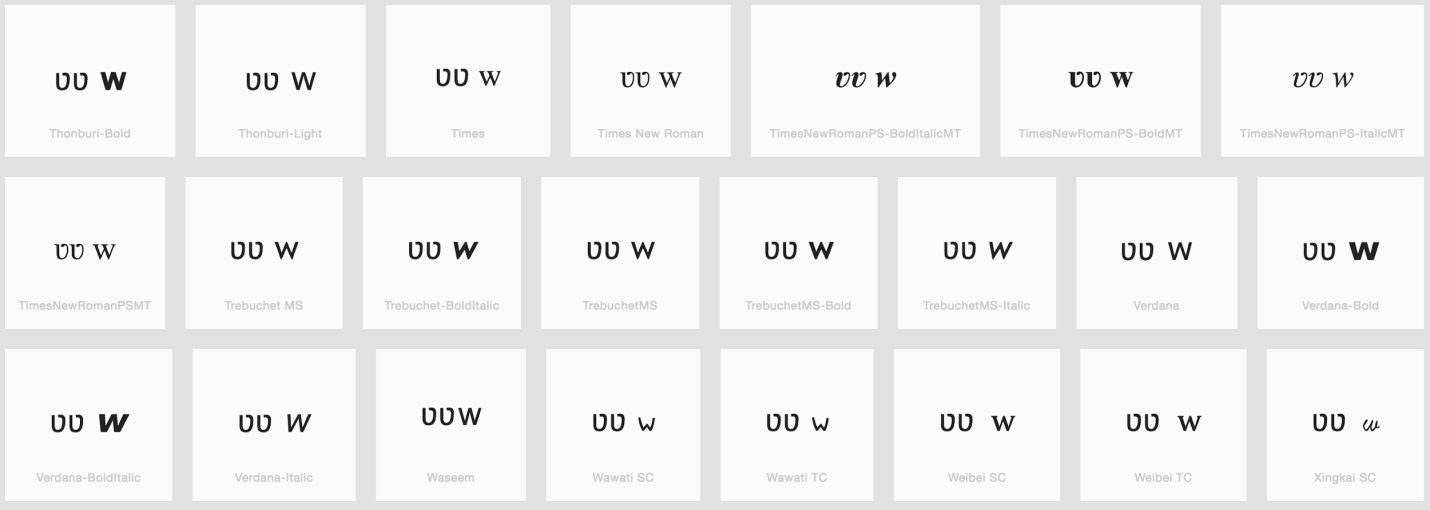 ʋʋ w ʋʋ w ʋʋ w ʋʋ w ʋʋ w ʋʋ w ʋʋ w
Thonburi-Bold Thonburi-Light Times Times New Roman TimesNewRomanPS-BoldItalicMT TimesNewRomanPS-BoldMT TimesNewRomanPS-ItalicMT
ʋʋ w ʋʋ w ʋʋ w ʋʋ w ʋʋ w ʋʋ w ʋʋ w ʋʋ w
TimesNewRomanPSMT Trebuchet MS Trebuchet-BoldItalic TrebuchetMS TrebuchetMS-Bold TrebuchetMS-Italic Verdana Verdana-Bold
ʋʋ w ʋʋ w ʋʋ w ʋʋ w ʋʋ w ʋʋ w ʋʋ w ʋʋ w
Verdana-BoldItalic Verdana-Italic Waseem Wawati SC Wawati TC Weibei SC Weibei TC Xingkai SC